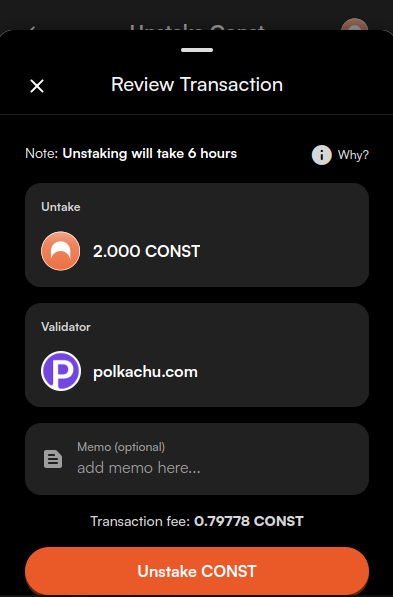 Unstake Const
Review Transaction
Note: Unstaking will take 6 hours
i Why?
Untake
2.000 CONST
Validator
P polkachu.com
Memo (optional)
add memo here...
Transaction fee: 0.79778 CONST
Unstake CONST